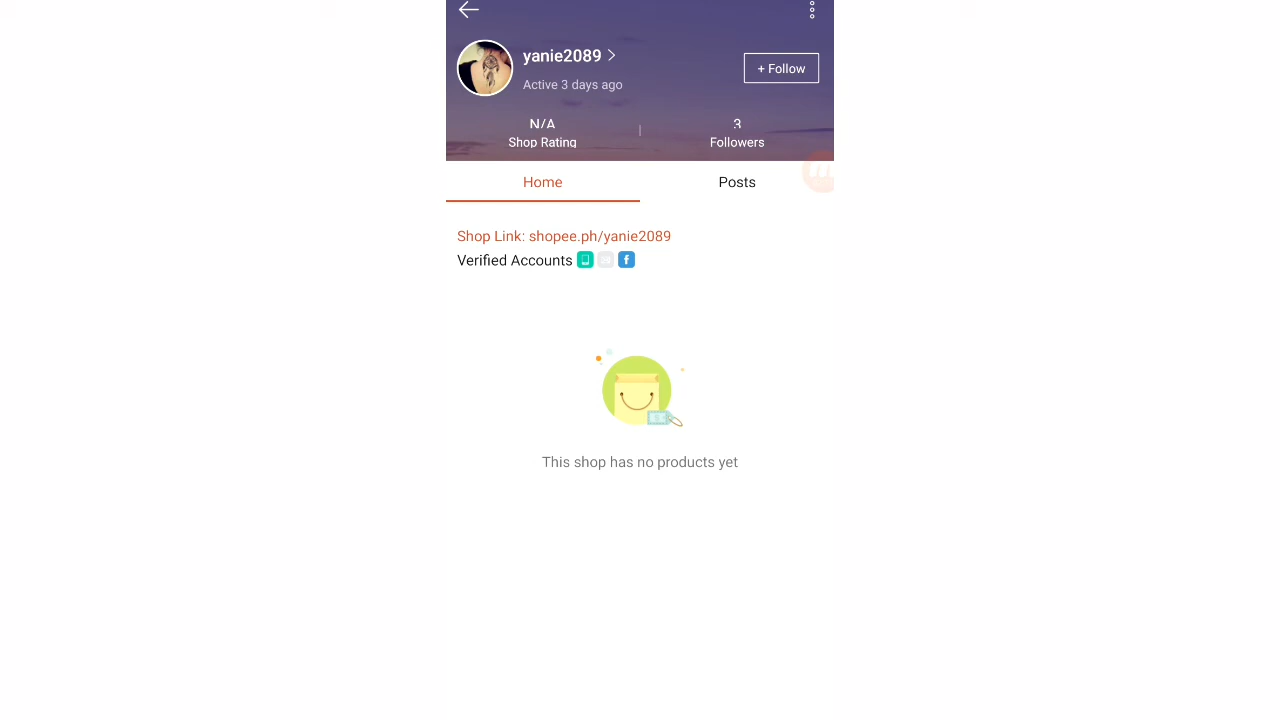 yanie2089
+ Follow
Active 3 days ago
N/A
3
Shop Rating
Followers
Home
Posts
Shop Link: shopee.ph/yanie2089
Verified Accounts
This shop has no products yet